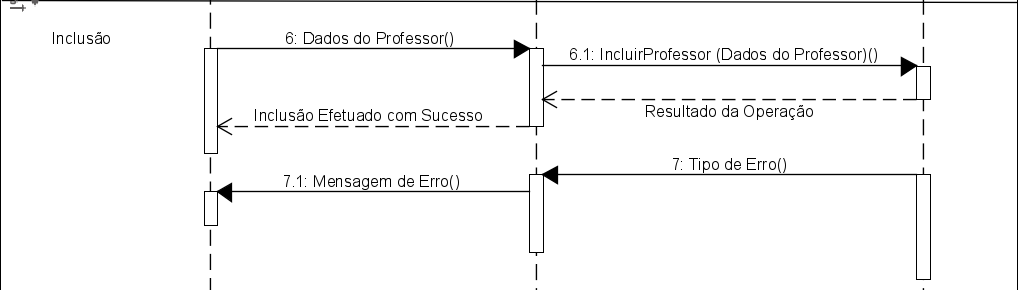 Inclusão
6: Dados do Professor()
6.1: IncluirProfessor (Dados do Professor)()
Inclusão Efetuado com Sucesso
Resultado da Operação
7: Tipo de Erro()
7.1: Mensagem de Erro()